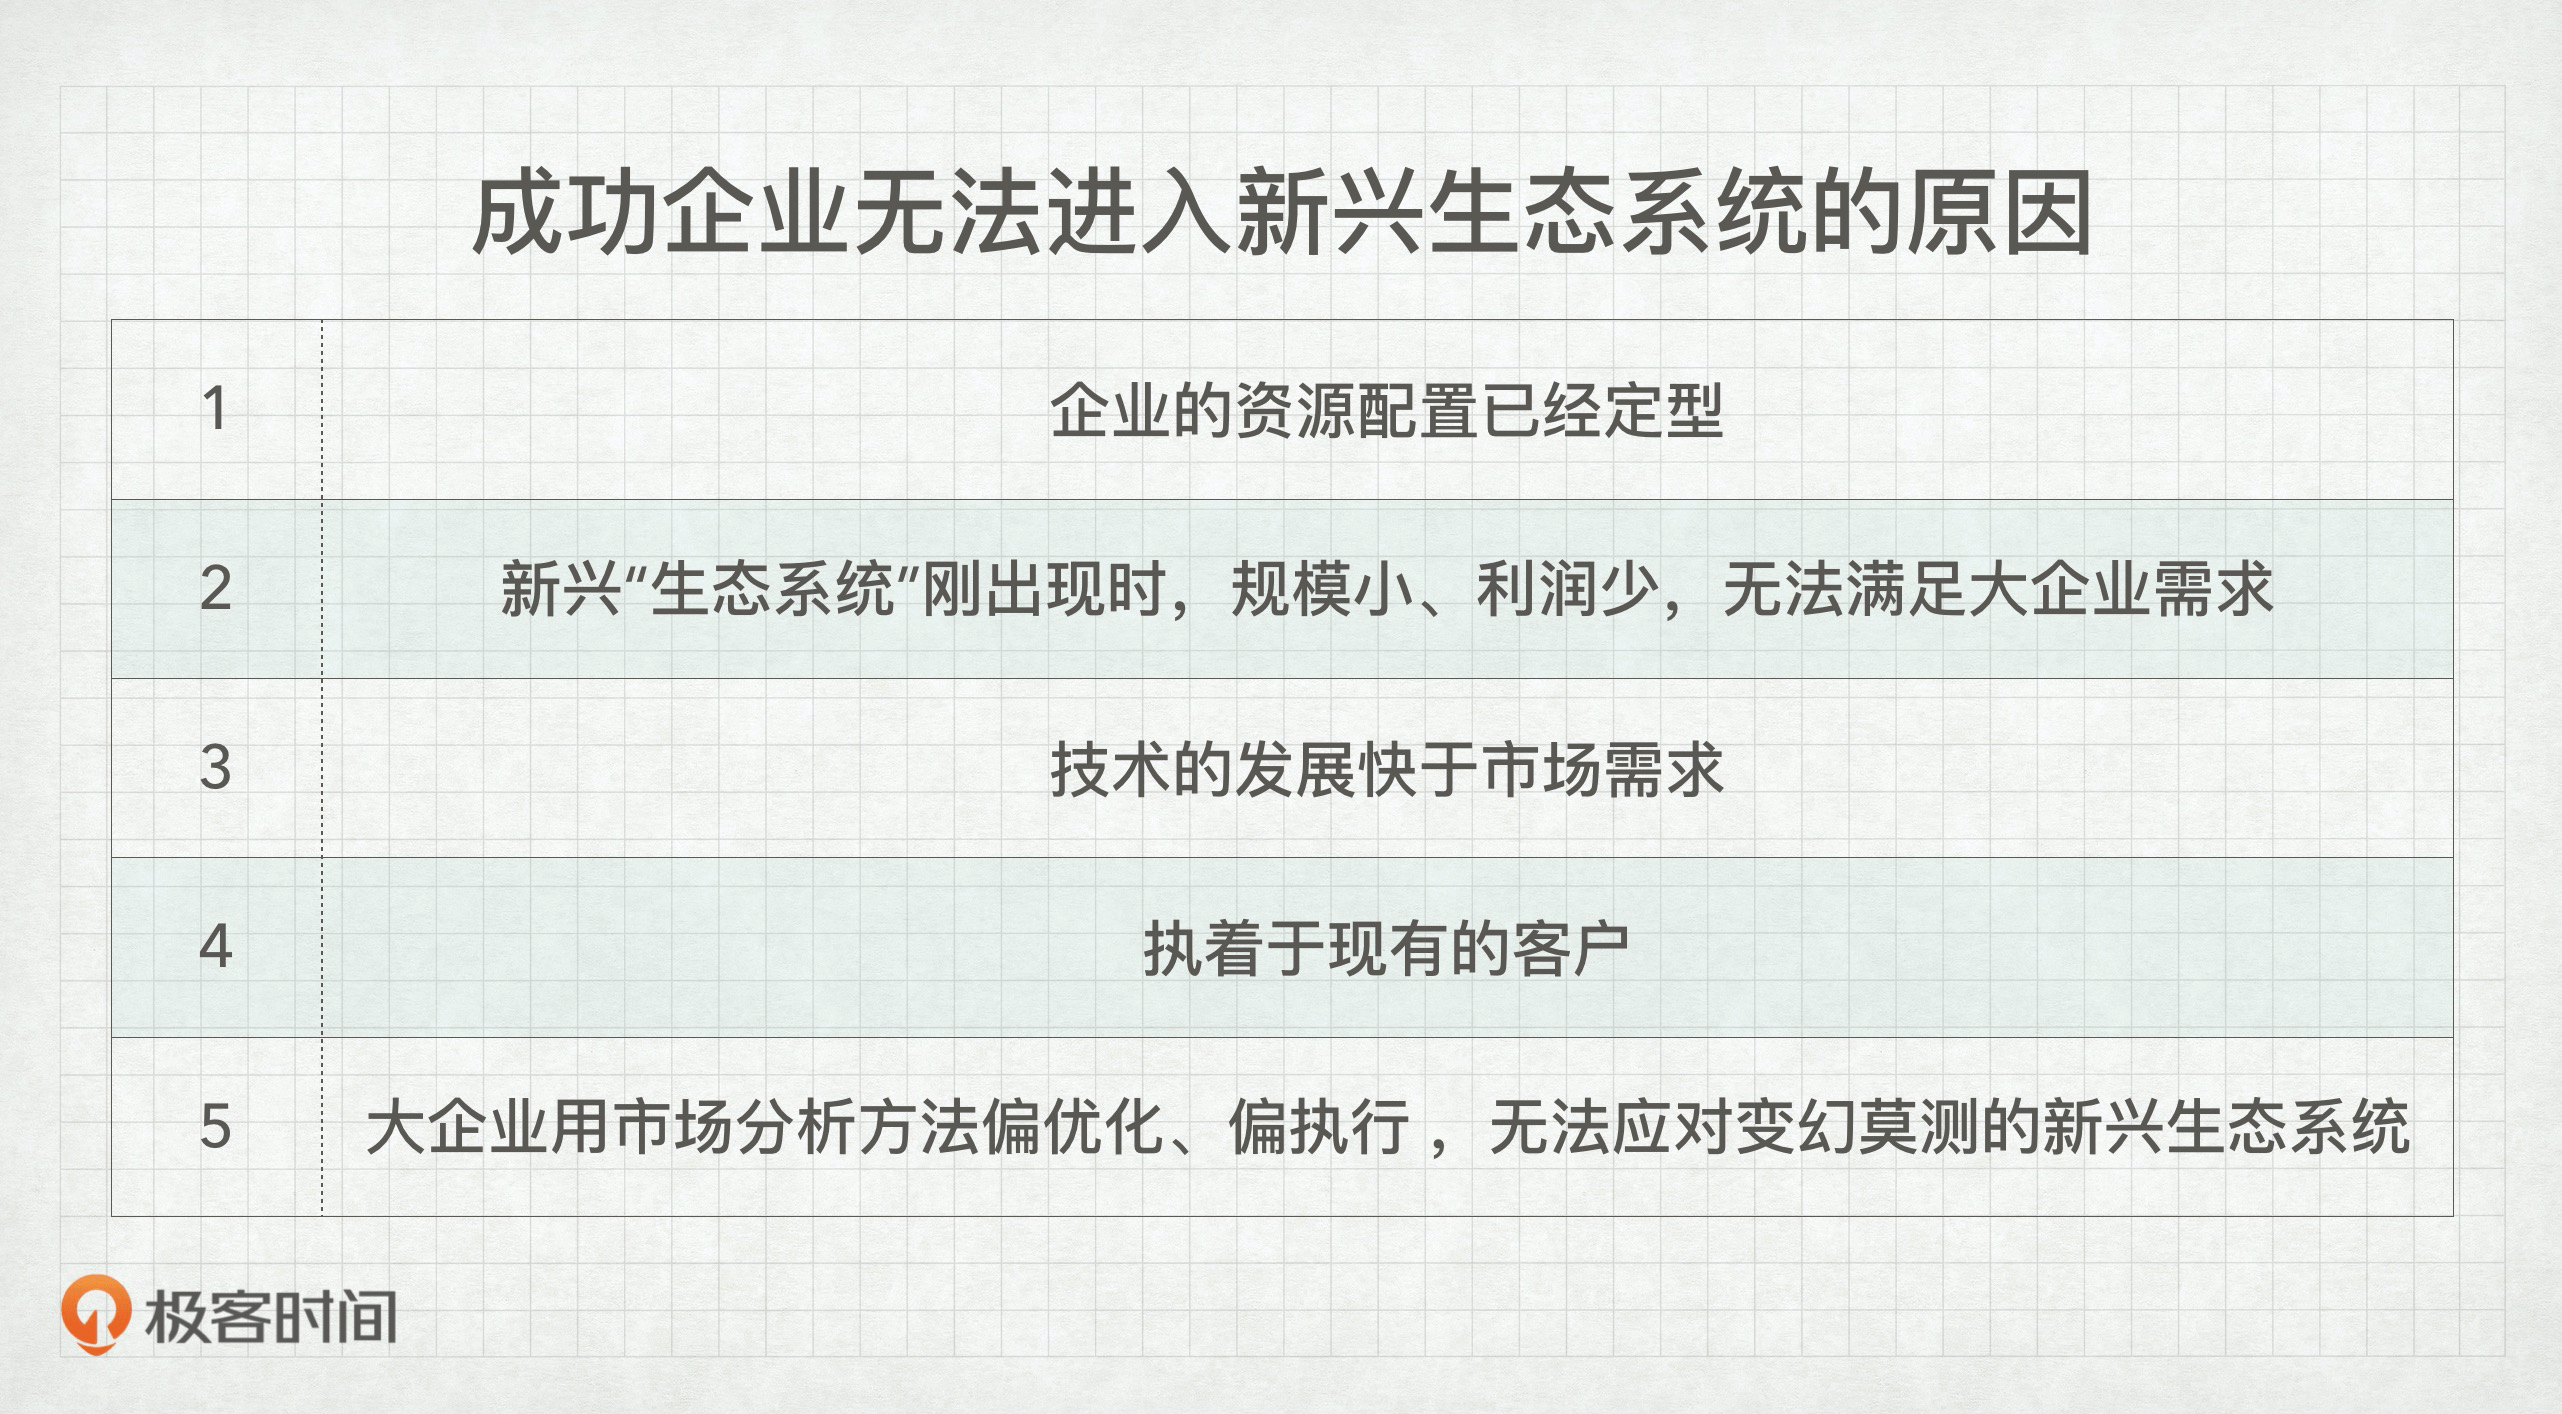 成功企业无法进入新兴生态系统的原因
1 企业的资源配置已经定型
2 新兴“生态系统”刚出现时，规模小、利润少，无法满足大企业需求
3 技术的发展快于市场需求
4 执着于现有的客户
5 大企业用市场分析方法偏优化、偏执行，无法应对变幻莫测的新兴生态系统
极客时间